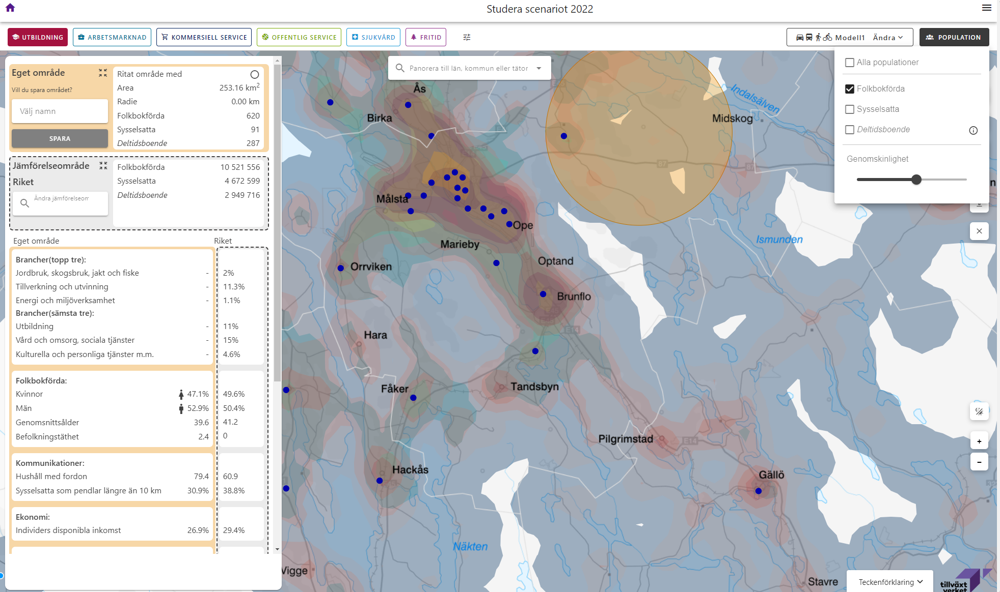 Studera scenariot 2022
UTBILDNING
ARBETSMARKNAD
KOMMERSIELL SERVICE
OFFENTLIG SERVICE
SJUKVÅRD
FRITID
Modell1 Ändra
POPULATION
Eget område
Vill du spara området?
Välj namn
SPARA
Ritat område med
Area 253.16 km²
Radie 0.00 km
Folkbokförda 620
Sysselsatta 91
Deltidsboende 287
Jämförelseområde
Riket
Ändra jämförelseom
Folkbokförda 10 521 556
Sysselsatta 4 672 599
Deltidsboende 2 949 716
Eget område Riket
Brancher(topp tre):
Jordbruk, skogsbruk, jakt och fiske - 2%
Tillverkning och utvinning - 11.3%
Energi och miljöverksamhet - 1.1%
Brancher(sämsta tre):
Utbildning - 11%
Vård och omsorg, sociala tjänster - 15%
Kulturella och personliga tjänster m.m. - 4.6%
Folkbokförda:
Kvinnor 47.1% 49.6%
Män 52.9% 50.4%
Genomsnittsålder 39.6 41.2
Befolkningstäthet 2.4 0
Kommunikationer:
Hushåll med fordon 79.4 60.9
Sysselsatta som pendlar längre än 10 km 30.9% 38.8%
Ekonomi:
Individers disponibla inkomst 26.9% 29.4%
Panorera till län, kommun eller tätor
Alla populationer
Folkbokförda
Sysselsatta
Deltidsboende
Genomskinlighet
Ås
Birka
Indalsälven
Midskog
87
87
Målsta
Ope
Marieby
Ismunden
Orrviken
Optand
Brunflo
E14
Hara
Fåker
Tandsbyn
Pilgrimstad
E14
Hackås
Gällö
Näkten
Vigge
Stavre
+
-
Teckenförklaring
tillväxt
verket